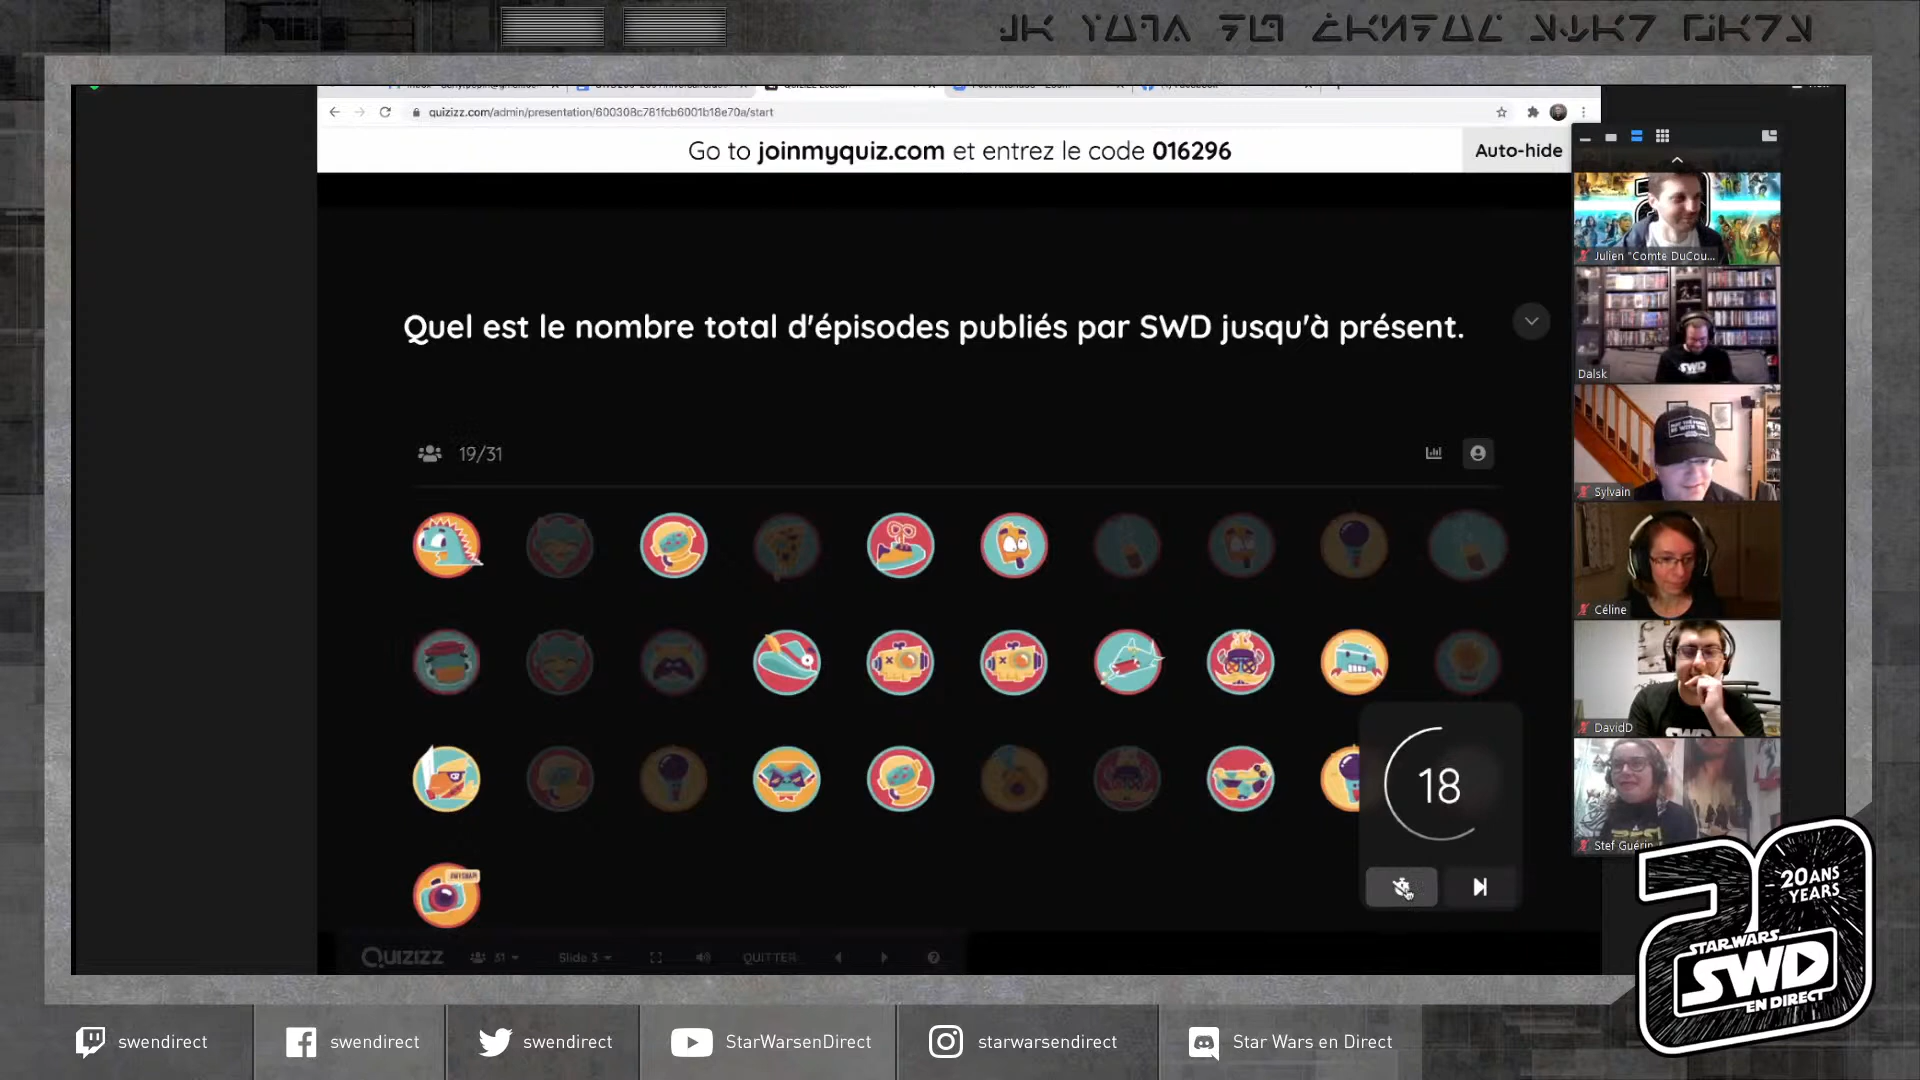 quizizz.com/admin/presentation/600308c781fcb6001b18e70a/start
Go to joinmyquiz.com et entrez le code 016296
Auto-hide
Julien "Comte DuCou...
Quel est le nombre total d'épisodes publiés par SWD jusqu'à présent.
Dalsk
19/31
Sylvain
Céline
DavidD
18
Stef Guérin
20 ANS
YEARS
STAR WARS
SWD
EN DIRECT
Quizizz
31
Slide 3
QUITTER
swendirect
swendirect
swendirect
StarWarsenDirect
starwarsendirect
Star Wars en Direct